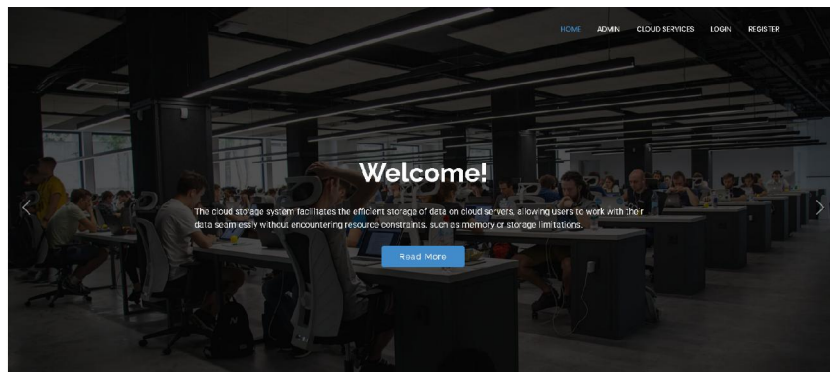 HOME ADMIN CLOUD SERVICES LOGIN REGISTER
Welcome!
The cloud storage system facilitates the efficient storage of data on cloud servers, allowing users to work with their
data seamlessly without encountering resource constraints, such as memory or storage limitations.
Read More